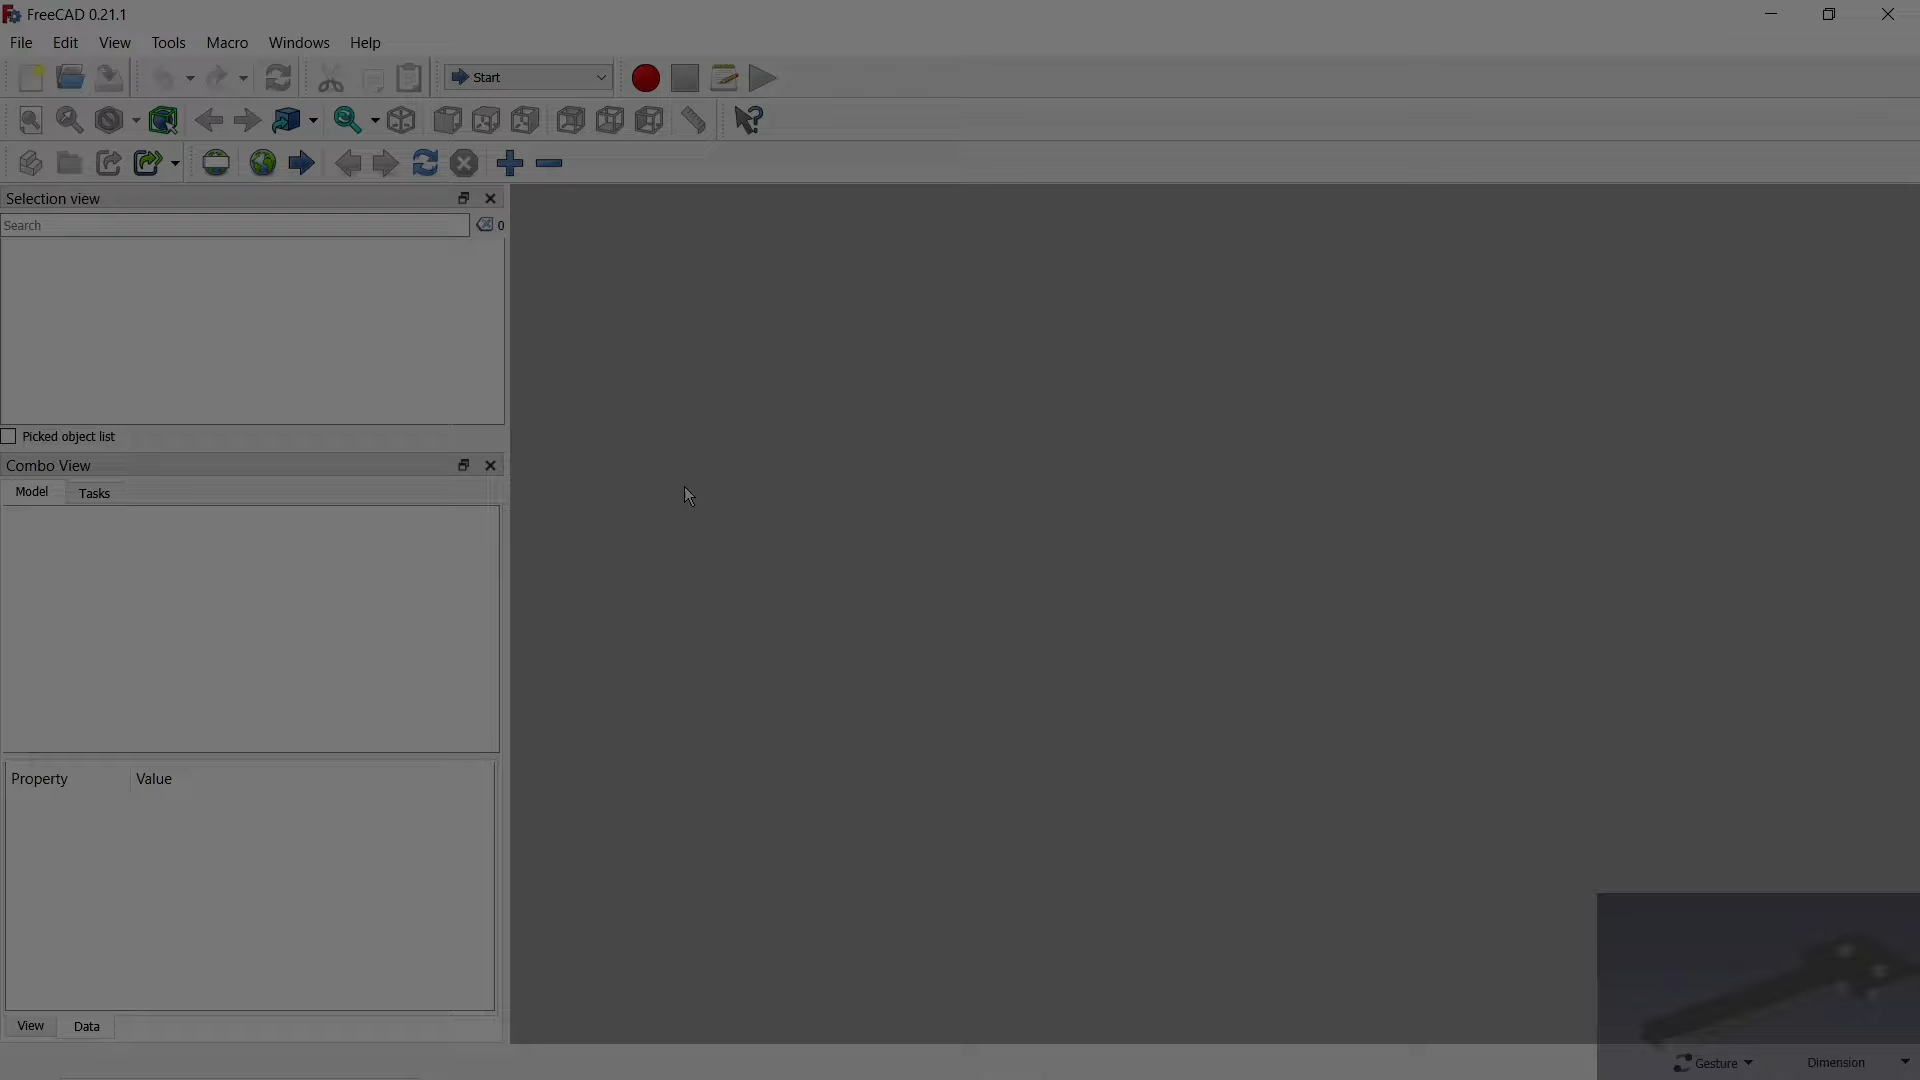 FreeCAD 0.21.1
File Edit View Tools Macro Windows Help
Start
Selection view
Search
0
Picked object list
Combo View
Model Tasks
Property Value
View Data
Gesture Dimension